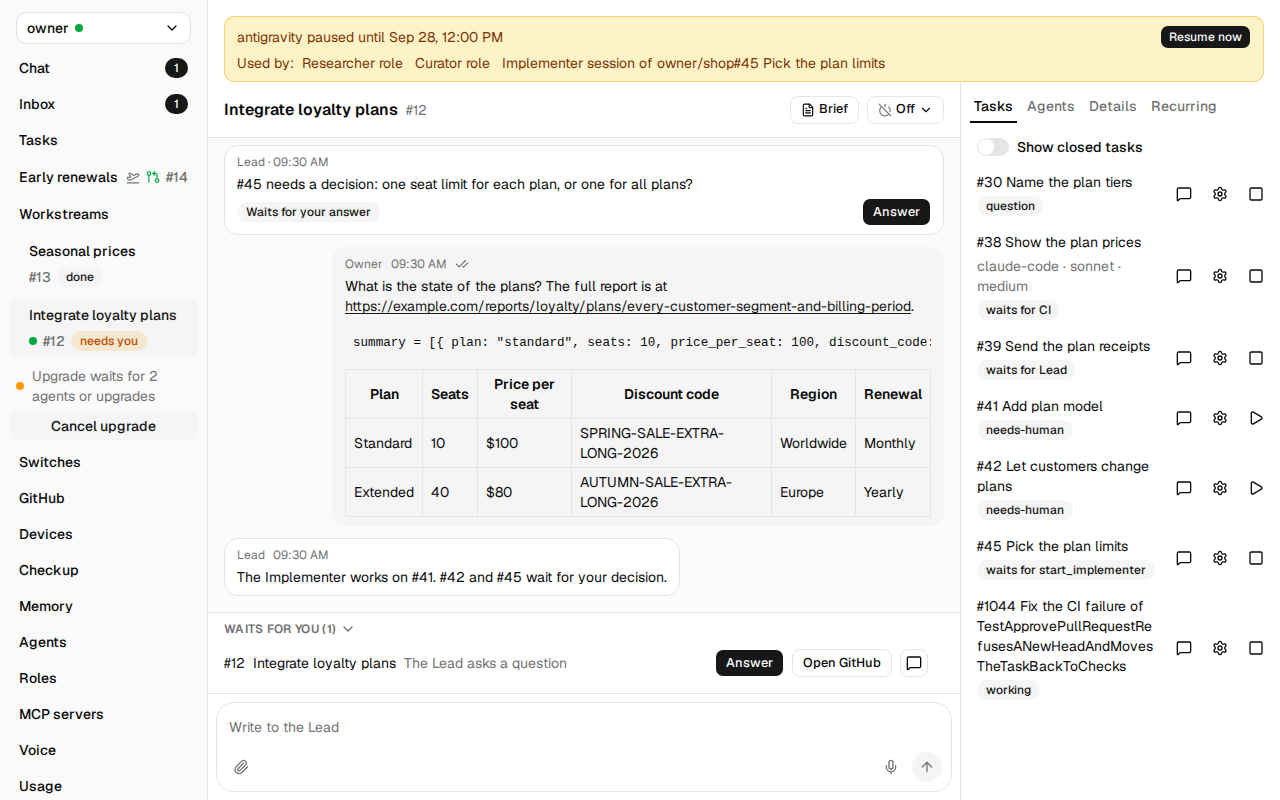 owner
Chat 1
Inbox 1
Tasks
Early renewals #14
Workstreams
Seasonal prices
#13 done
Integrate loyalty plans
#12 needs you
Upgrade waits for 2
agents or upgrades
Cancel upgrade
Switches
GitHub
Devices
Checkup
Memory
Agents
Roles
MCP servers
Voice
Usage
antigravity paused until Sep 28, 12:00 PM
Resume now
Used by: Researcher role Curator role Implementer session of owner/shop#45 Pick the plan limits
Integrate loyalty plans #12
Brief
Off
Lead · 09:30 AM
#45 needs a decision: one seat limit for each plan, or one for all plans?
Waits for your answer
Answer
Owner 09:30 AM
What is the state of the plans? The full report is at
https://example.com/reports/loyalty/plans/every-customer-segment-and-billing-period.
summary = [{ plan: "standard", seats: 10, price_per_seat: 100, discount_code:
Plan Seats Price per seat Discount code Region Renewal
Standard 10 $100 SPRING-SALE-EXTRA-LONG-2026 Worldwide Monthly
Extended 40 $80 AUTUMN-SALE-EXTRA-LONG-2026 Europe Yearly
Lead 09:30 AM
The Implementer works on #41. #42 and #45 wait for your decision.
WAITS FOR YOU (1)
#12 Integrate loyalty plans The Lead asks a question
Answer
Open GitHub
Write to the Lead
Tasks Agents Details Recurring
Show closed tasks
#30 Name the plan tiers
question
#38 Show the plan prices
claude-code · sonnet ·
medium
waits for CI
#39 Send the plan receipts
waits for Lead
#41 Add plan model
needs-human
#42 Let customers change
plans
needs-human
#45 Pick the plan limits
waits for start_implementer
#1044 Fix the CI failure of
TestApprovePullRequestRe
fusesANewHeadAndMoves
TheTaskBackToChecks
working